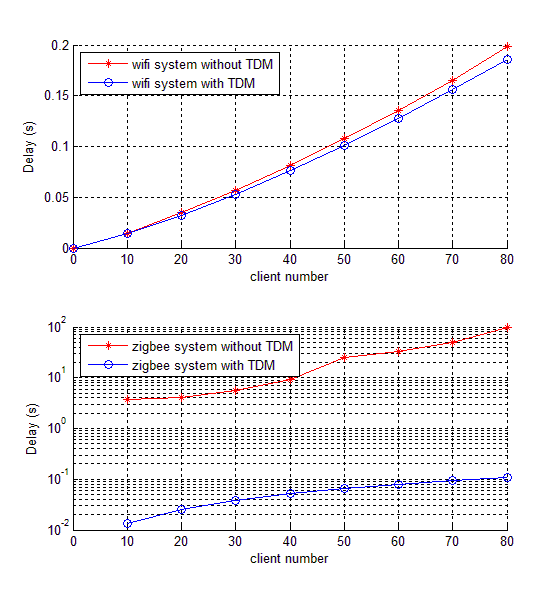 0.2
0.15
0.1
0.05
0
Delay (s)
wifi system without TDM
wifi system with TDM
0 10 20 30 40 50 60 70 80
client number
10^2
10^1
10^0
10^-1
10^-2
Delay (s)
zigbee system without TDM
zigbee system with TDM
0 10 20 30 40 50 60 70 80
client number